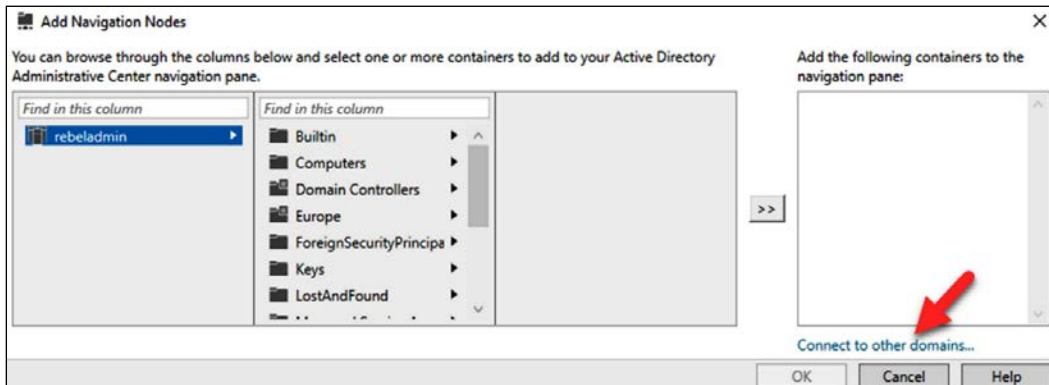 Add Navigation Nodes
You can browse through the columns below and select one or more containers to add to your Active Directory
Administrative Center navigation pane.
Add the following containers to the
navigation pane:
Find in this column
rebeladmin
Find in this column
Builtin
Computers
Domain Controllers
Europe
ForeignSecurityPrincipa
Keys
LostAndFound
>>
Connect to other domains...
OK
Cancel
Help